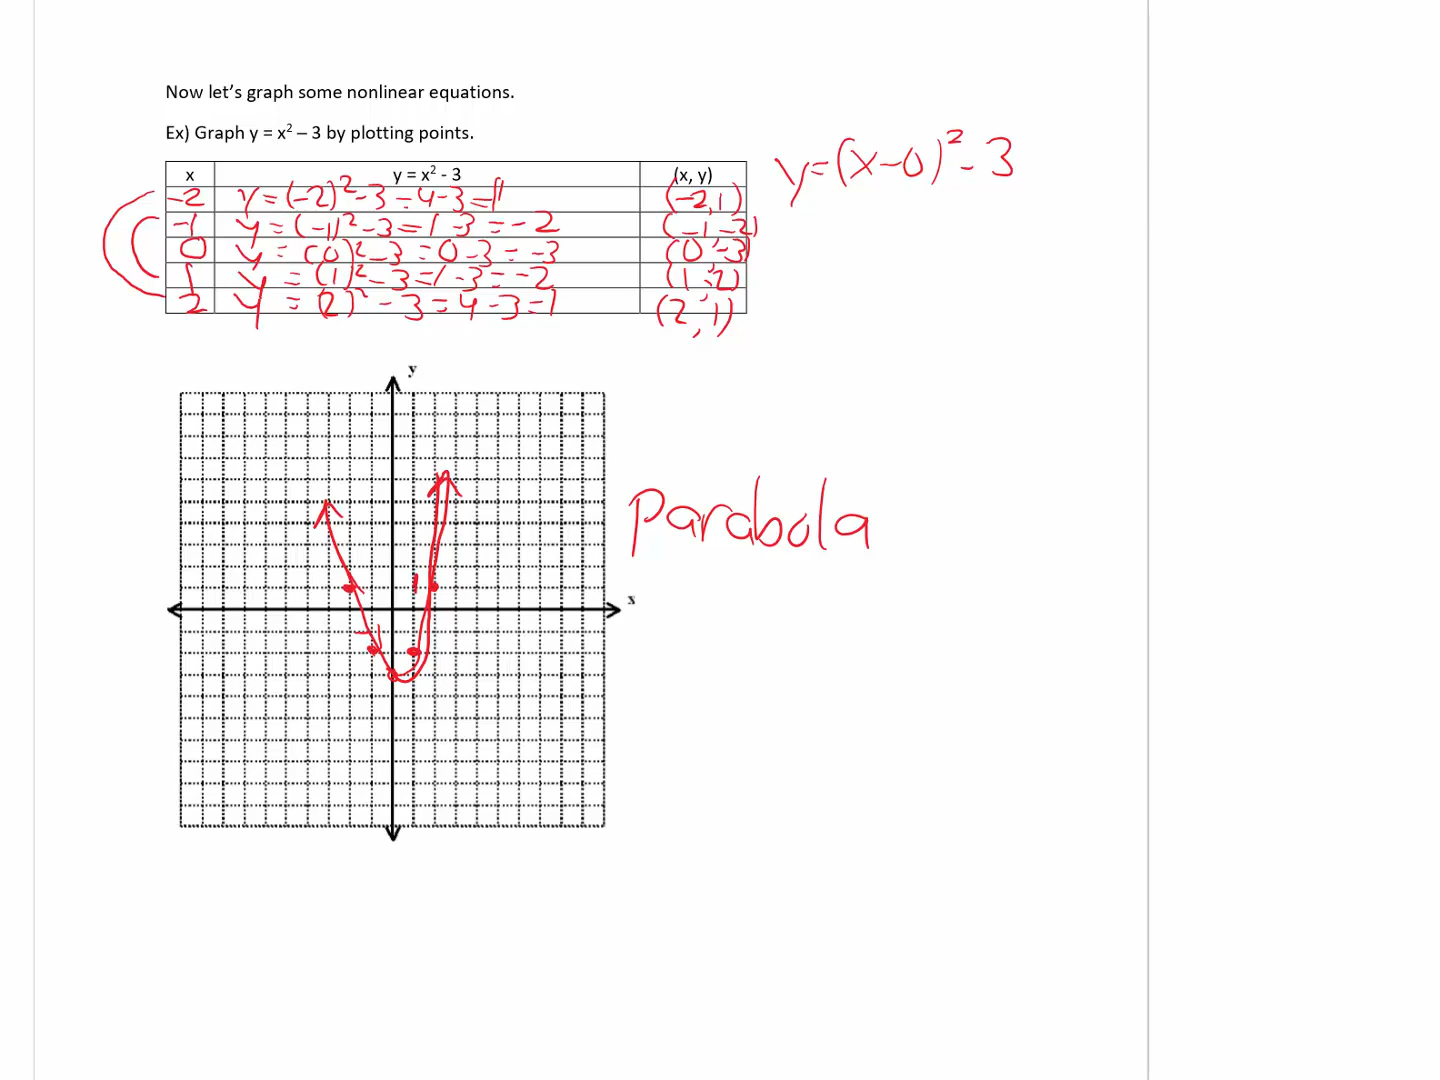 Now let's graph some nonlinear equations.
Ex) Graph y = x² – 3 by plotting points.
y=(x-0)²-3
x y = x² - 3 (x, y)
-2 y=(-2)²-3=4-3=1 (-2,1)
-1 y=(-1)²-3=1-3=-2 (-1,-2)
0 y=(0)²-3=0-3=-3 (0,-3)
1 y=(1)²-3=1-3=-2 (1,-2)
2 y=(2)²-3=4-3=1 (2,1)
y
Parabola
x